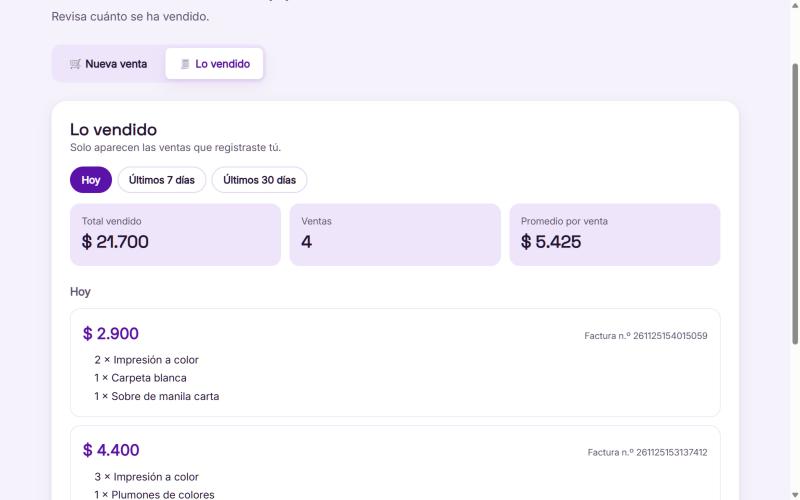 Revisa cuánto se ha vendido.
Nueva venta
Lo vendido
Lo vendido
Solo aparecen las ventas que registraste tú.
Hoy
Últimos 7 días
Últimos 30 días
Total vendido
$ 21.700
Ventas
4
Promedio por venta
$ 5.425
Hoy
$ 2.900
Factura n.º 261125154015059
2 × Impresión a color
1 × Carpeta blanca
1 × Sobre de manila carta
$ 4.400
Factura n.º 261125153137412
3 × Impresión a color
1 × Plumones de colores